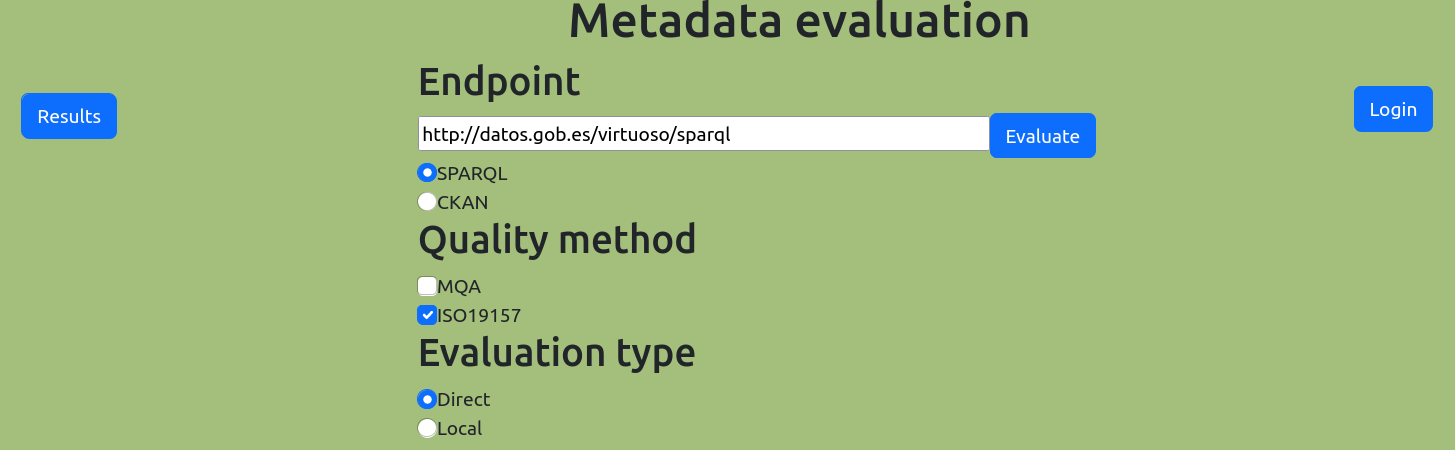 Metadata evaluation
Endpoint
Results
Login
http://datos.gob.es/virtuoso/sparql
Evaluate
SPARQL
CKAN
Quality method
MQA
ISO19157
Evaluation type
Direct
Local